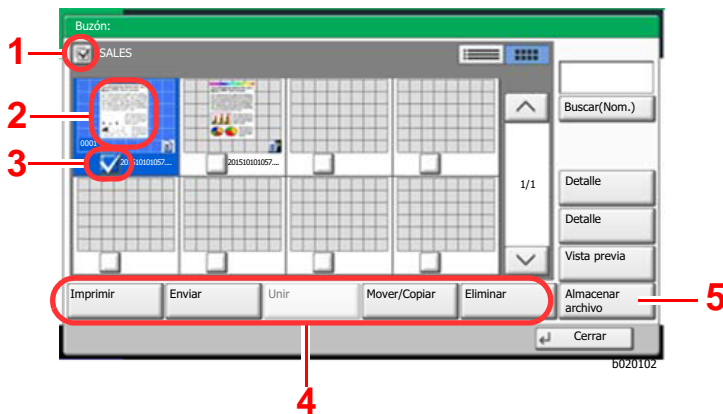 Buzón:
1
SALES
2
Buscar(Nom.)
0001
3
201510101057....
201510101057....
1/1
Detalle
Detalle
Vista previa
Imprimir
Enviar
Unir
Mover/Copiar
Eliminar
Almacenar
archivo
5
Cerrar
b020102
4